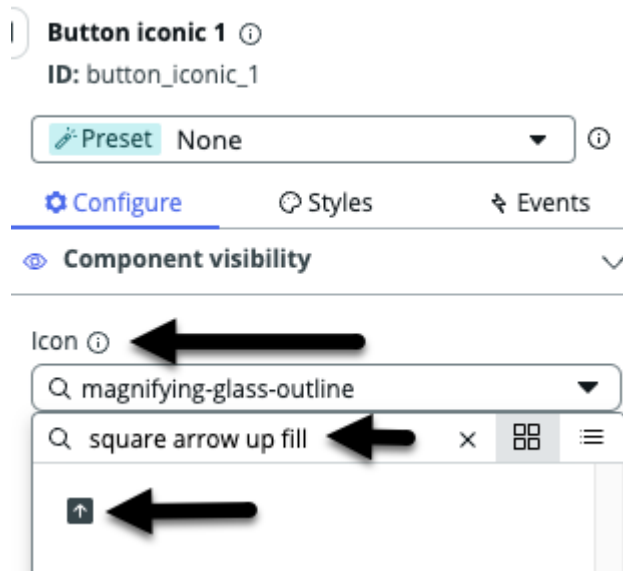 Button iconic 1
ID: button_iconic_1
Preset None
Configure Styles Events
Component visibility
Icon
magnifying-glass-outline
square arrow up fill